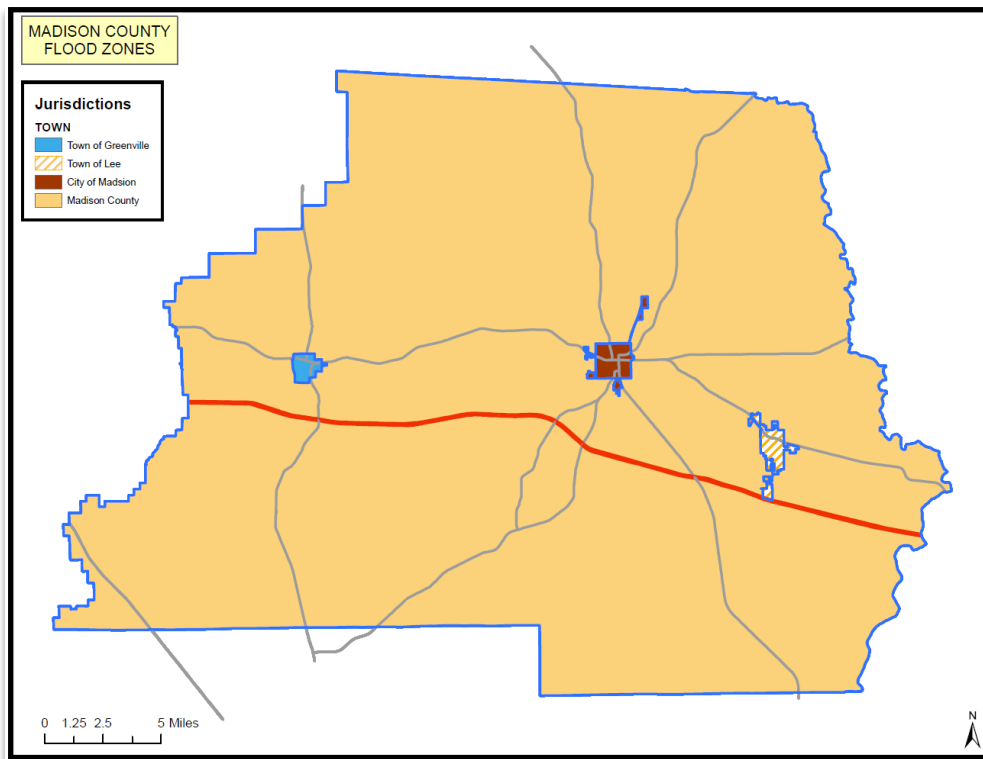 MADISON COUNTY
FLOOD ZONES
Jurisdictions
TOWN
Town of Greenville
Town of Lee
City of Madsion
Madison County
0 1.25 2.5 5 Miles
N